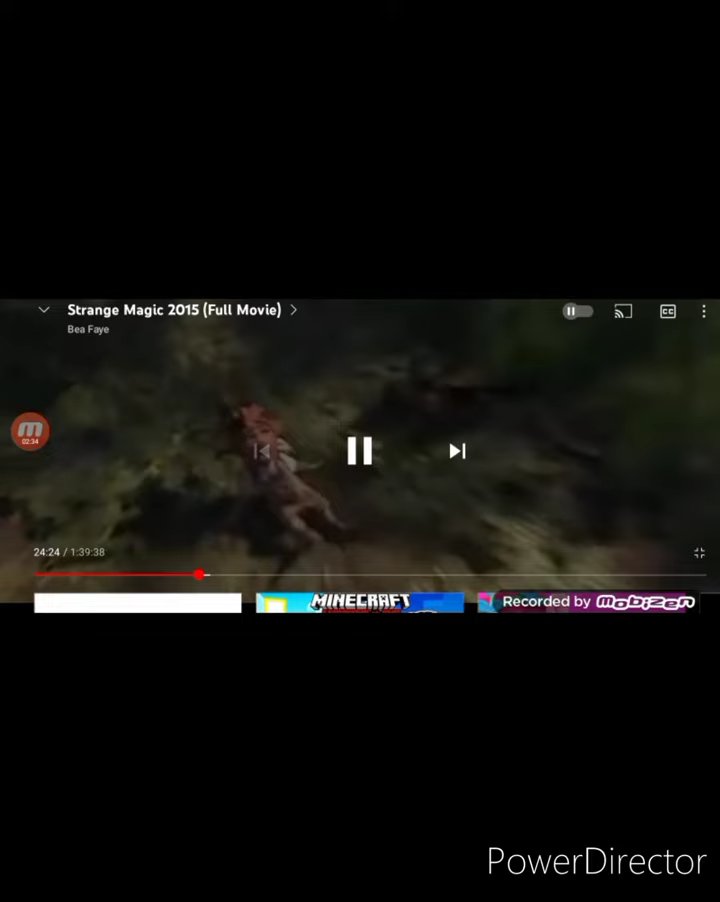 Strange Magic 2015 (Full Movie)
Bea Faye
CC
02:34
24:24 / 1:39:38
MINECRAFT
Recorded by mobizen
PowerDirector